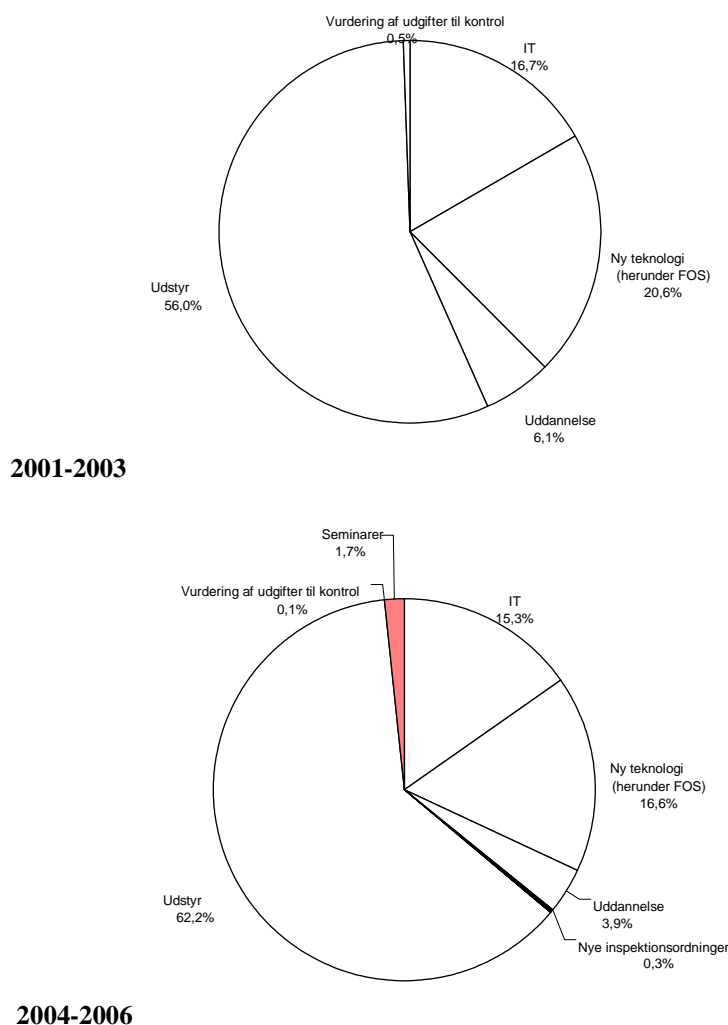 Vurdering af udgifter til kontrol
0,5%
IT
16,7%
Ny teknologi
(herunder FOS)
20,6%
Udstyr
56,0%
Uddannelse
6,1%
2001-2003
Seminarer
1,7%
Vurdering af udgifter til kontrol
0,1%
IT
15,3%
Ny teknologi
(herunder FOS)
16,6%
Udstyr
62,2%
Uddannelse
3,9%
Nye inspektionsordninger
0,3%
2004-2006